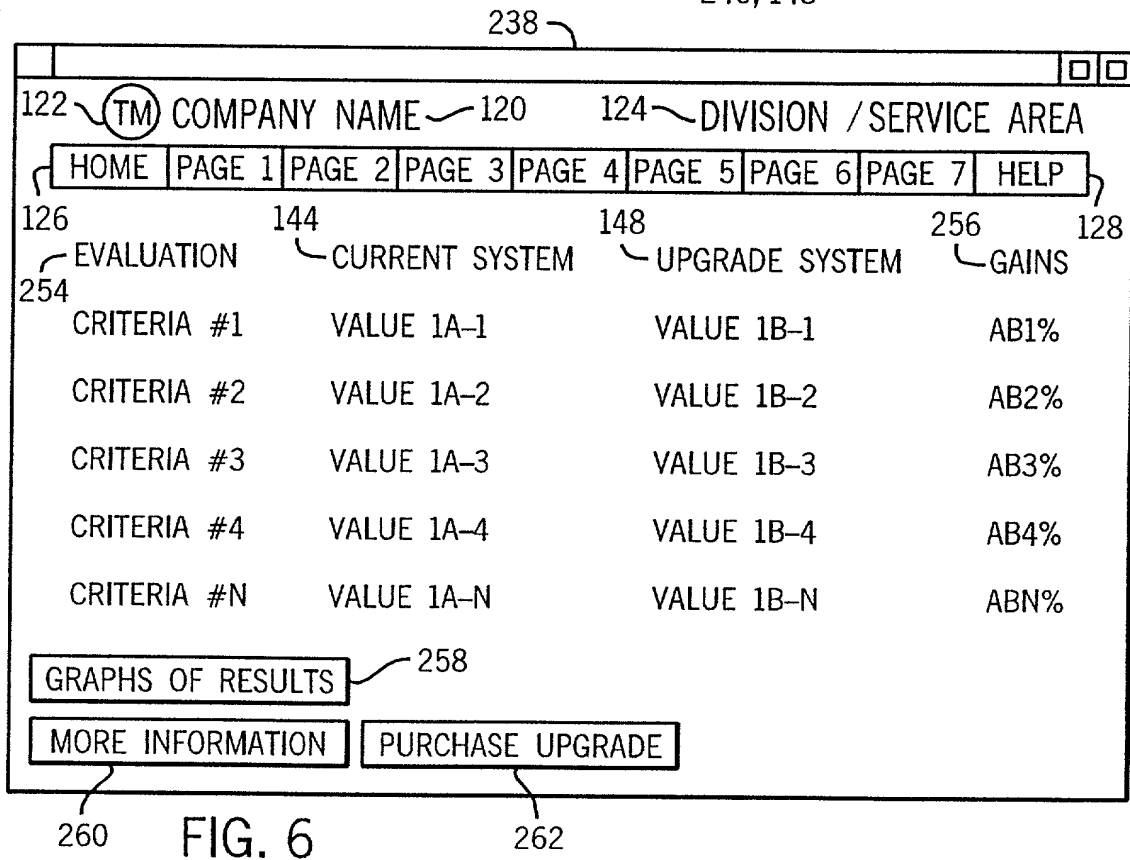 238
122 TM COMPANY NAME 120 124 DIVISION / SERVICE AREA
HOME PAGE 1 PAGE 2 PAGE 3 PAGE 4 PAGE 5 PAGE 6 PAGE 7 HELP
126 144 148 256 128
EVALUATION CURRENT SYSTEM UPGRADE SYSTEM GAINS
254
CRITERIA #1 VALUE 1A–1 VALUE 1B–1 AB1%
CRITERIA #2 VALUE 1A–2 VALUE 1B–2 AB2%
CRITERIA #3 VALUE 1A–3 VALUE 1B–3 AB3%
CRITERIA #4 VALUE 1A–4 VALUE 1B–4 AB4%
CRITERIA #N VALUE 1A–N VALUE 1B–N ABN%
GRAPHS OF RESULTS 258
MORE INFORMATION PURCHASE UPGRADE
260 FIG. 6 262